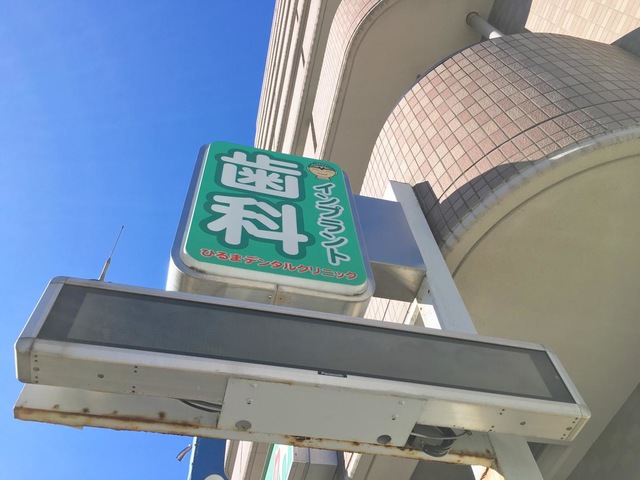 歯科
インプラント
ひるまデンタルクリニック